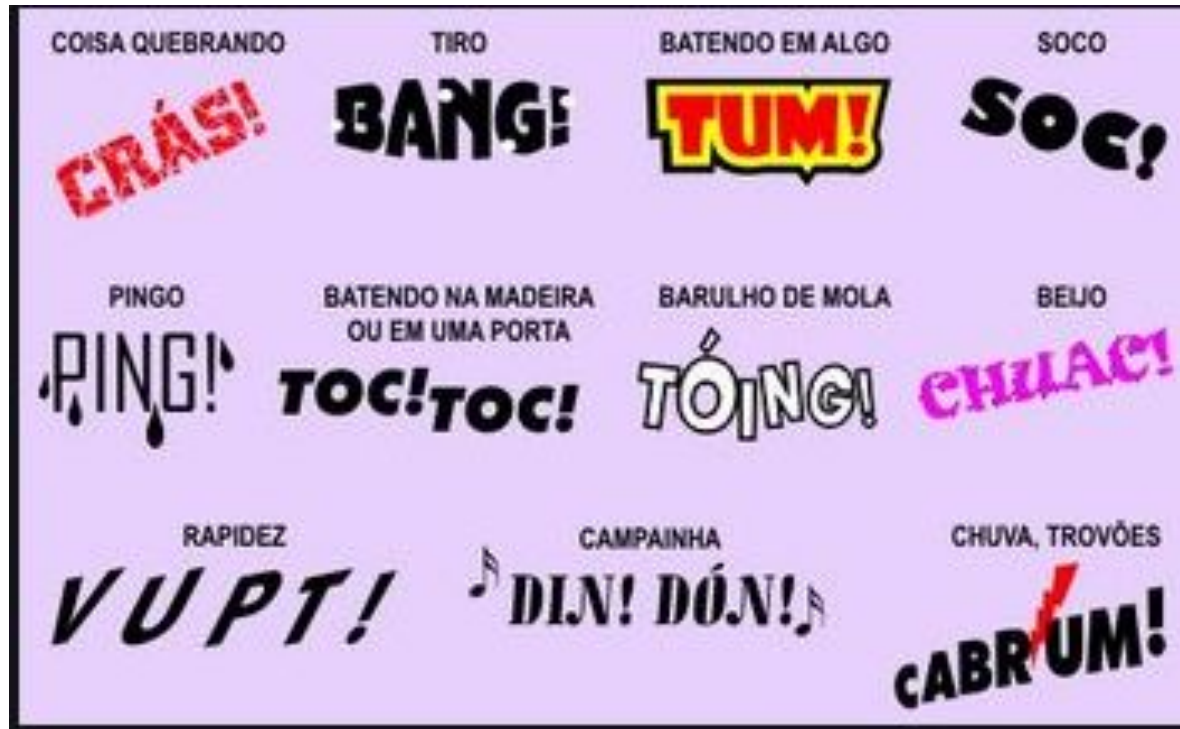 COISA QUEBRANDO
CRÁS!
TIRO
BANG!
BATENDO EM ALGO
TUM!
SOCO
SOC!
PINGO
PING!
BATENDO NA MADEIRA
OU EM UMA PORTA
TOC! TOC!
BARULHO DE MOLA
TÓING!
BEIJO
CHUAC!
RAPIDEZ
VUPT!
CAMPAINHA
DIN! DÓN!
CHUVA, TROVÕES
CABRUM!